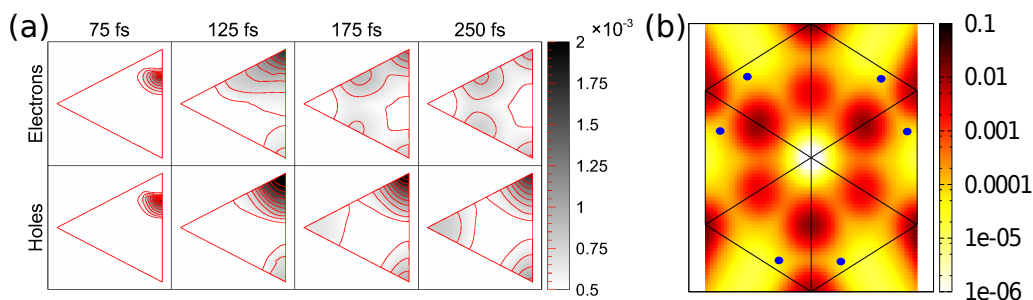 (a)
75 fs 125 fs 175 fs 250 fs
×10⁻³
Electrons
Holes
2
1.75
1.5
1.25
1
0.75
0.5
(b)
0.1
0.01
0.001
0.0001
1e-05
1e-06